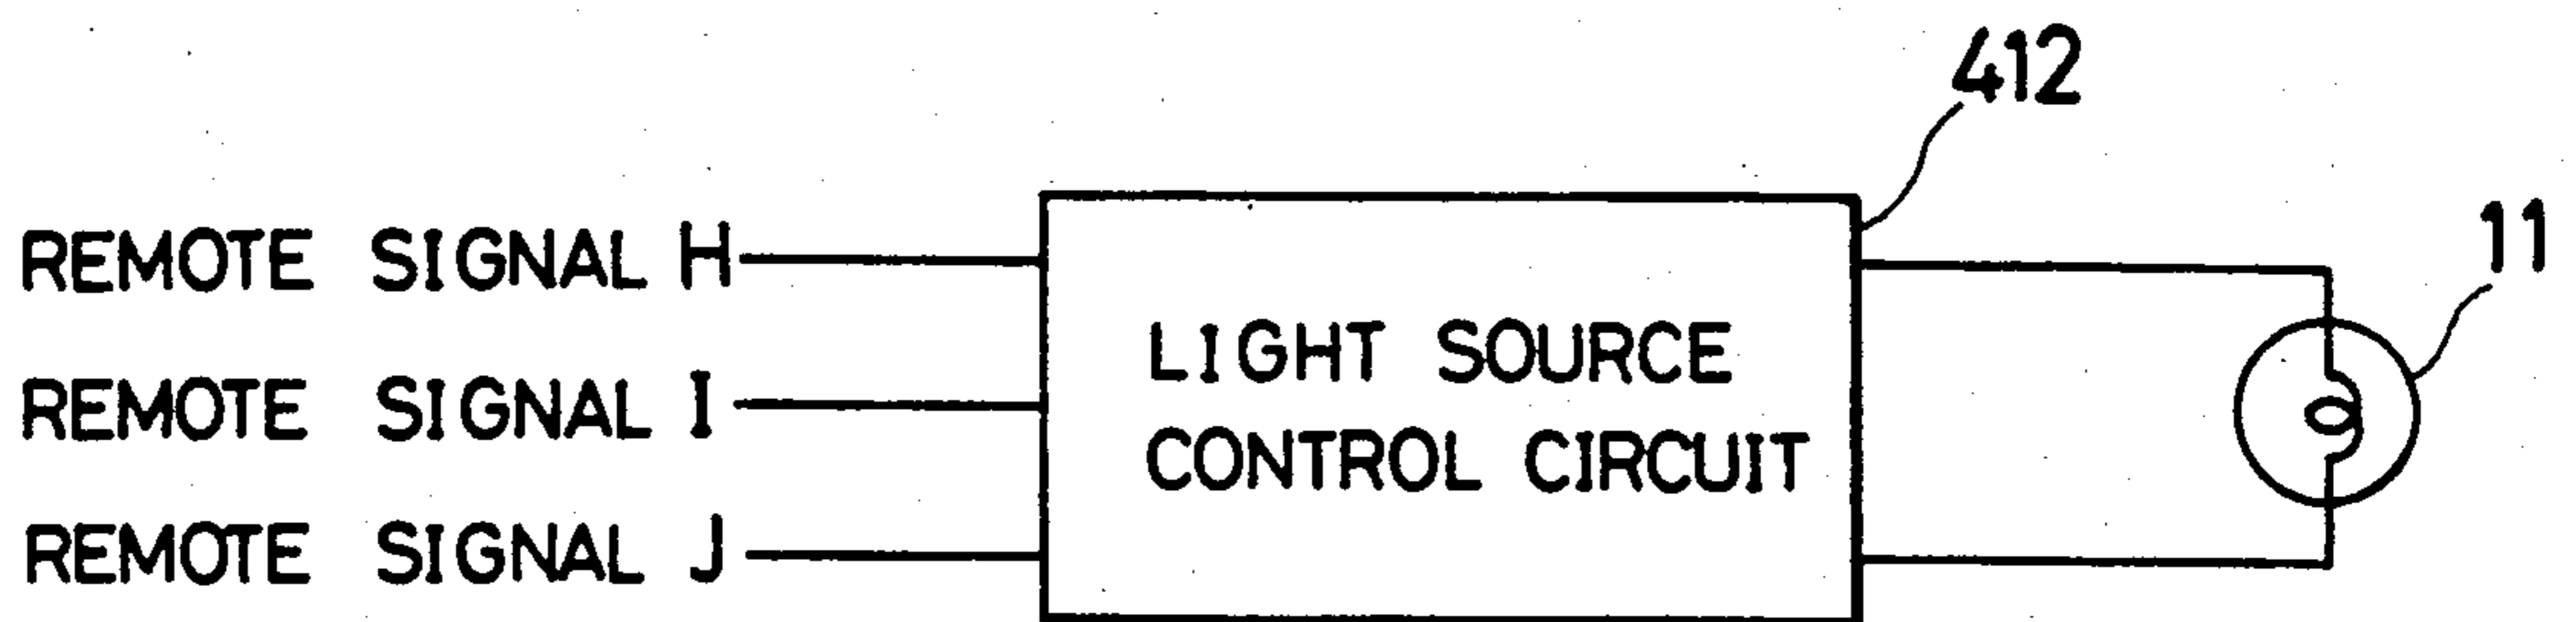 412
11
REMOTE SIGNAL H
REMOTE SIGNAL I
REMOTE SIGNAL J
LIGHT SOURCE
CONTROL CIRCUIT